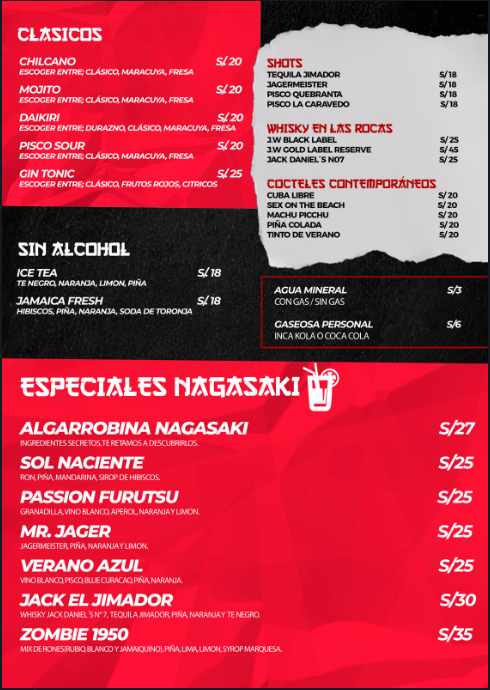 CLASICOS
CHILCANO S/ 20
ESCOGER ENTRE; CLÁSICO, MARACUYA, FRESA
MOJITO S/ 20
ESCOGER ENTRE; CLÁSICO, MARACUYA, FRESA
DAIKIRI S/ 20
ESCOGER ENTRE; DURAZNO, CLÁSICO, MARACUYA, FRESA
PISCO SOUR S/ 20
ESCOGER ENTRE; CLÁSICO, MARACUYA, FRESA
GIN TONIC S/ 25
ESCOGER ENTRE; CLÁSICO, FRUTOS ROJOS, CITRICOS
SIN ALCOHOL
ICE TEA S/ 18
TE NEGRO, NARANJA, LIMON, PIÑA
JAMAICA FRESH S/ 18
HIBISCOS, PIÑA, NARANJA, SODA DE TORONJA
SHOTS
TEQUILA JIMADOR S/ 18
JAGERMEISTER S/ 18
PISCO QUEBRANTA S/ 18
PISCO LA CARAVEDO S/ 18
WHISKY EN LAS ROCAS
J.W BLACK LABEL S/ 25
J.W GOLD LABEL RESERVE S/ 45
JACK DANIEL´S N07 S/ 25
COCTELES CONTEMPORÁNEOS
CUBA LIBRE S/ 20
SEX ON THE BEACH S/ 20
MACHU PICCHU S/ 20
PIÑA COLADA S/ 20
TINTO DE VERANO S/ 20
AGUA MINERAL S/3
CON GAS / SIN GAS
GASEOSA PERSONAL S/6
INCA KOLA O COCA COLA
ESPECIALES NAGASAKI
ALGARROBINA NAGASAKI S/27
INGREDIENTES SECRETOS, TE RETAMOS A DESCUBRIRLOS.
SOL NACIENTE S/25
RON, PIÑA, MANDARINA, SIROP DE HIBISCOS.
PASSION FURUTSU S/25
GRANADILLA, VINO BLANCO, APEROL, NARANJA Y LIMON.
MR. JAGER S/25
JAGERMEISTER, PIÑA, NARANJA Y LIMON.
VERANO AZUL S/25
VINO BLANCO, PISCO, BLUE CURACAO, PIÑA, NARANJA.
JACK EL JIMADOR S/30
WHISKY JACK DANIEL´S N° 7, TEQUILA JIMADOR, PIÑA, NARANJA Y TE NEGRO.
ZOMBIE 1950 S/35
MIX DE RONES(RUBIO, BLANCO Y JAMAIQUINO), PIÑA, LIMA, LIMON, SYROP MARQUESA.